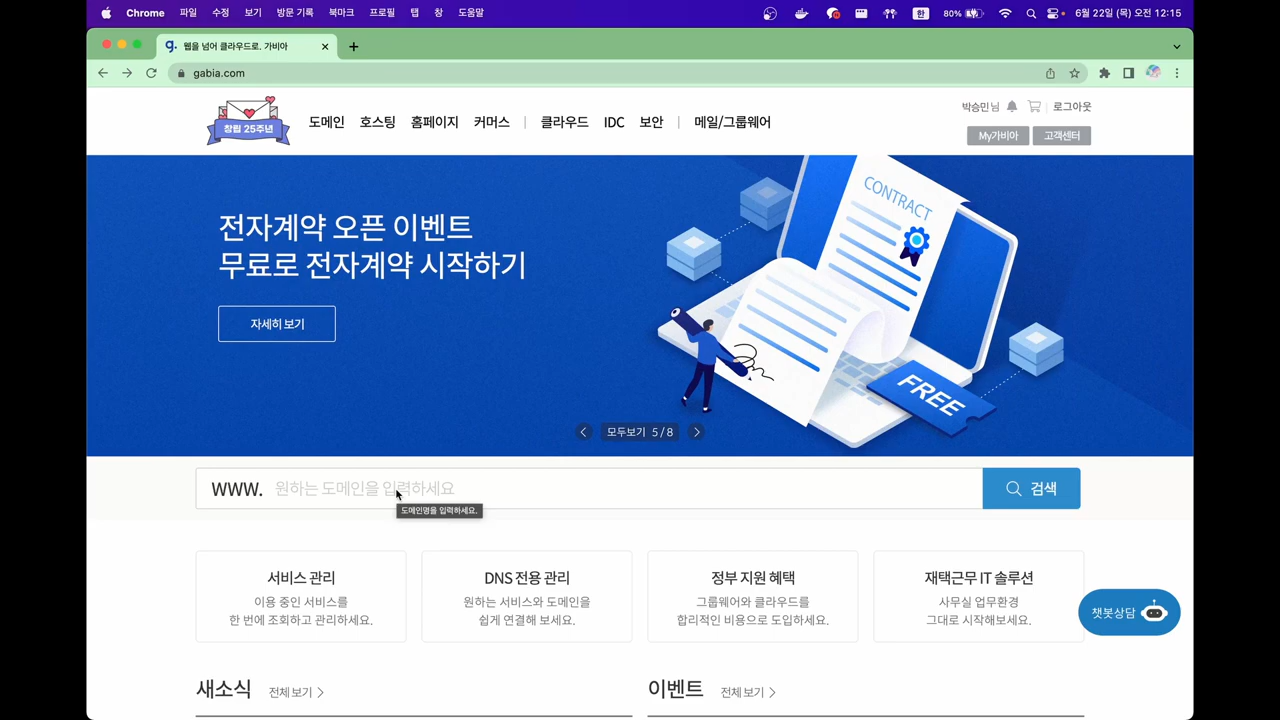 Chrome 파일 수정 보기 방문 기록 북마크 프로필 탭 창 도움말
한 80% 6월 22일 (목) 오전 12:15
웹을 넘어 클라우드로. 가비아
gabia.com
박승민님 로그아웃
창립 25주년
도메인 호스팅 홈페이지 커머스 클라우드 IDC 보안 메일/그룹웨어
My가비아 고객센터
전자계약 오픈 이벤트
무료로 전자계약 시작하기
자세히 보기
CONTRACT
FREE
모두보기 5 / 8
www. 원하는 도메인을 입력하세요
검색
도메인명을 입력하세요.
서비스 관리
이용 중인 서비스를
한 번에 조회하고 관리하세요.
DNS 전용 관리
원하는 서비스와 도메인을
쉽게 연결해 보세요.
정부 지원 혜택
그룹웨어와 클라우드를
합리적인 비용으로 도입하세요.
재택근무 IT 솔루션
사무실 업무환경
그대로 시작해보세요.
챗봇상담
새소식 전체 보기
이벤트 전체 보기